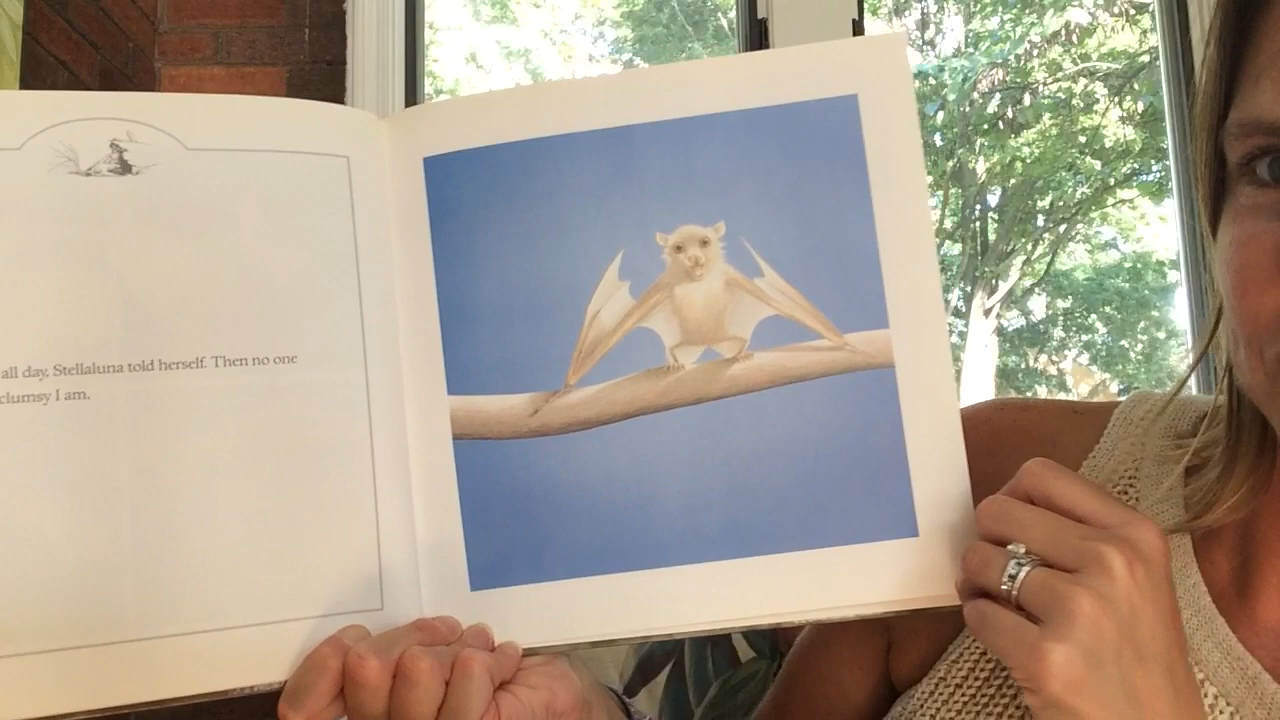 all day, Stellaluna told herself. Then no one
clumsy I am.